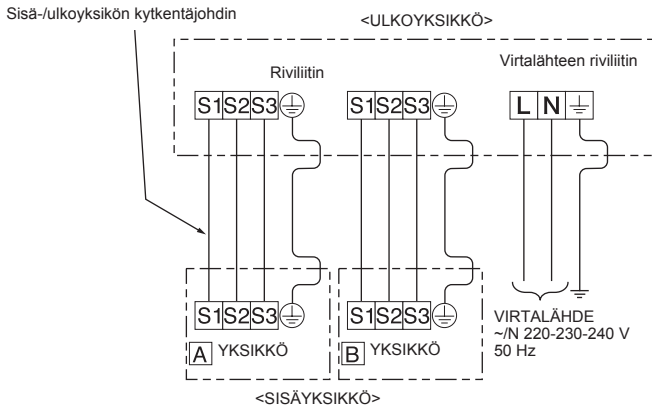 Sisä-/ulkoyksikön kytkentäjohdin
<ULKOYKSIKKÖ>
Riviliitin
Virtalähteen riviliitin
S1 S2 S3
S1 S2 S3
L N
S1 S2 S3
S1 S2 S3
A YKSIKKÖ
B YKSIKKÖ
VIRTALÄHDE
~/N 220-230-240 V
50 Hz
<SISÄYKSIKKÖ>